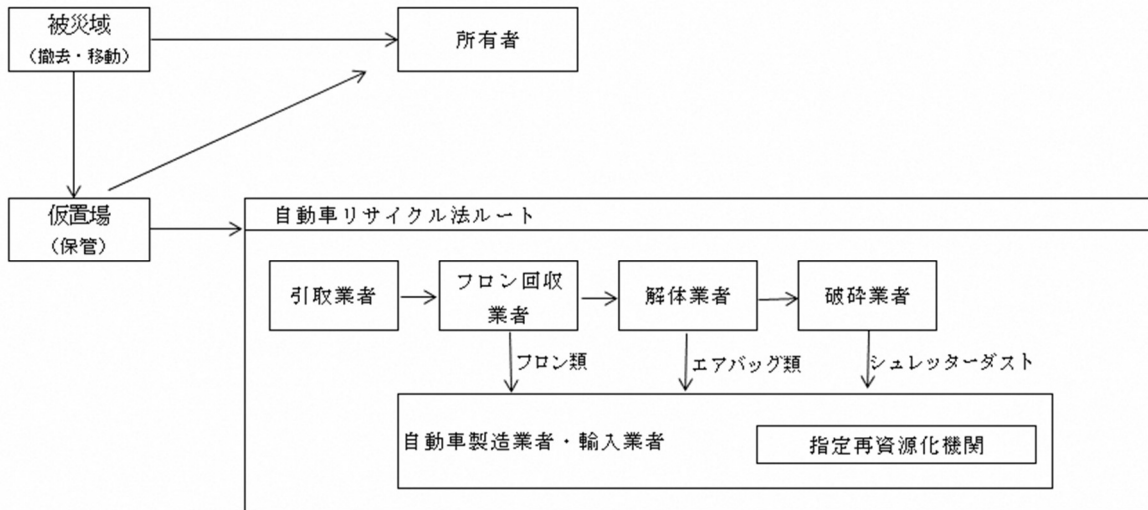 被災域
(撤去・移動)
所有者
仮置場
(保管)
自動車リサイクル法ルート
引取業者
フロン回収
業者
解体業者
破砕業者
フロン類
エアバッグ類
シュレッターダスト
自動車製造業者・輸入業者
指定再資源化機関